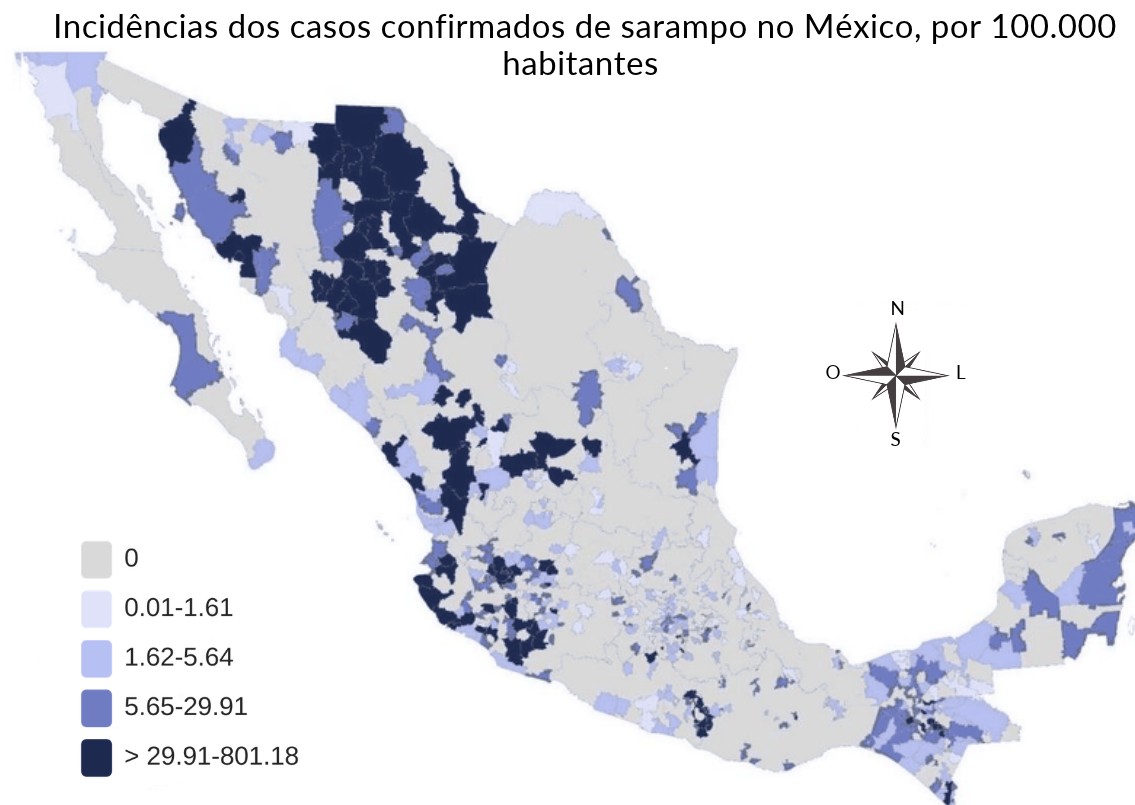 Incidências dos casos confirmados de sarampo no México, por 100.000
habitantes
N
O
L
S
0
0.01-1.61
1.62-5.64
5.65-29.91
> 29.91-801.18